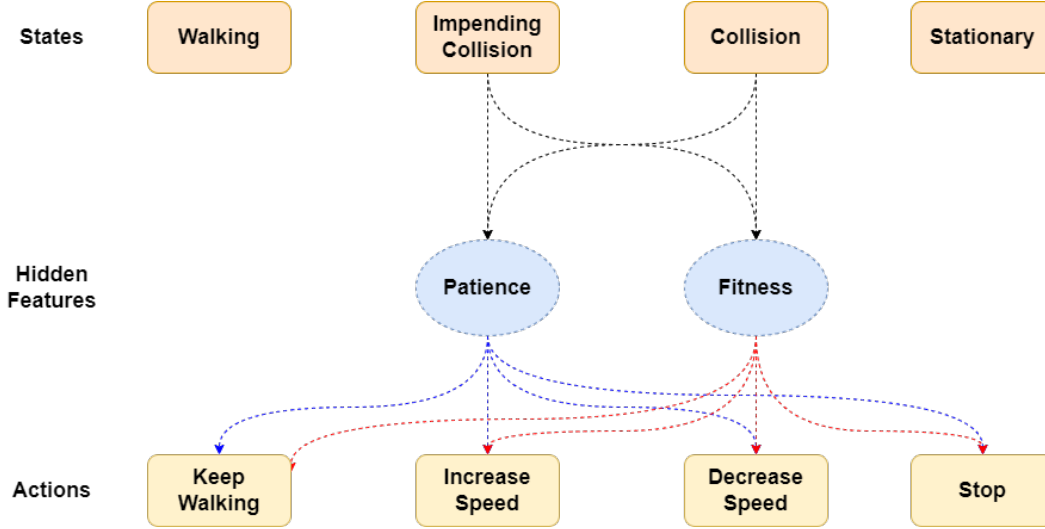 States
Walking
Impending
Collision
Collision
Stationary
Hidden
Features
Patience
Fitness
Actions
Keep
Walking
Increase
Speed
Decrease
Speed
Stop